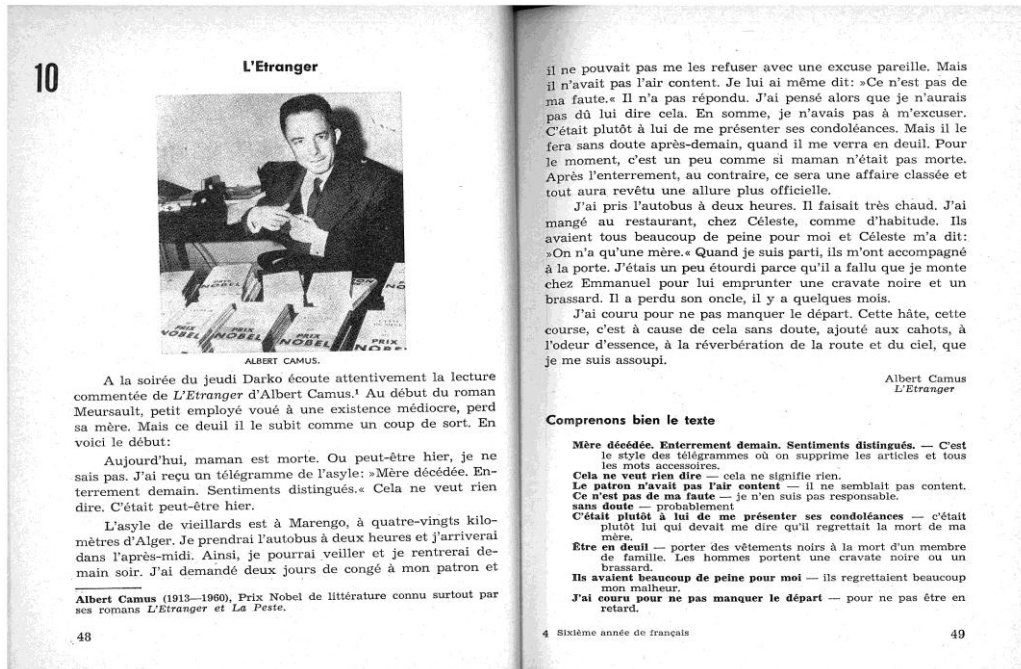 10
L'Etranger
PRIX
NOBEL
PRIX
NOBEL
PRIX
NOBEL
PRIX
NOBEL
ALBERT CAMUS.
A la soirée du jeudi Darko écoute attentivement la lecture
commentée de L'Etranger d'Albert Camus.¹ Au début du roman
Meursault, petit employé voué à une existence médiocre, perd
sa mère. Mais ce deuil il le subit comme un coup de sort. En
voici le début:
Aujourd'hui, maman est morte. Ou peut-être hier, je ne
sais pas. J'ai reçu un télégramme de l'asyle: »Mère décédée. En-
terrement demain. Sentiments distingués.« Cela ne veut rien
dire. C'était peut-être hier.
L'asyle de vieillards est à Marengo, à quatre-vingts kilo-
mètres d'Alger. Je prendrai l'autobus à deux heures et j'arriverai
dans l'après-midi. Ainsi, je pourrai veiller et je rentrerai de-
main soir. J'ai demandé deux jours de congé à mon patron et
Albert Camus (1913—1960), Prix Nobel de littérature connu surtout par
ses romans L'Etranger et La Peste.
48
il ne pouvait pas me les refuser avec une excuse pareille. Mais
il n'avait pas l'air content. Je lui ai même dit: »Ce n'est pas de
ma faute.« Il n'a pas répondu. J'ai pensé alors que je n'aurais
pas dû lui dire cela. En somme, je n'avais pas à m'excuser.
C'était plutôt à lui de me présenter ses condoléances. Mais il le
fera sans doute après-demain, quand il me verra en deuil. Pour
le moment, c'est un peu comme si maman n'était pas morte.
Après l'enterrement, au contraire, ce sera une affaire classée et
tout aura revêtu une allure plus officielle.
J'ai pris l'autobus à deux heures. Il faisait très chaud. J'ai
mangé au restaurant, chez Céleste, comme d'habitude. Ils
avaient tous beaucoup de peine pour moi et Céleste m'a dit:
»On n'a qu'une mère.« Quand je suis parti, ils m'ont accompagné
à la porte. J'étais un peu étourdi parce qu'il a fallu que je monte
chez Emmanuel pour lui emprunter une cravate noire et un
brassard. Il a perdu son oncle, il y a quelques mois.
J'ai couru pour ne pas manquer le départ. Cette hâte, cette
course, c'est à cause de cela sans doute, ajouté aux cahots, à
l'odeur d'essence, à la réverbération de la route et du ciel, que
je me suis assoupi.
Albert Camus
L'Etranger
Comprenons bien le texte
Mère décédée. Enterrement demain. Sentiments distingués. — C'est
le style des télégrammes où on supprime les articles et tous
les mots accessoires.
Cela ne veut rien dire — cela ne signifie rien.
Le patron n'avait pas l'air content — il ne semblait pas content.
Ce n'est pas de ma faute — je n'en suis pas responsable.
sans doute — probablement
C'était plutôt à lui de me présenter ses condoléances — c'était
plutôt lui qui devait me dire qu'il regrettait la mort de ma
mère.
Être en deuil — porter des vêtements noirs à la mort d'un membre
de famille. Les hommes portent une cravate noire ou un
brassard.
Ils avaient beaucoup de peine pour moi — ils regrettaient beaucoup
mon malheur.
J'ai couru pour ne pas manquer le départ — pour ne pas être en
retard.
4 Sixième année de français
49